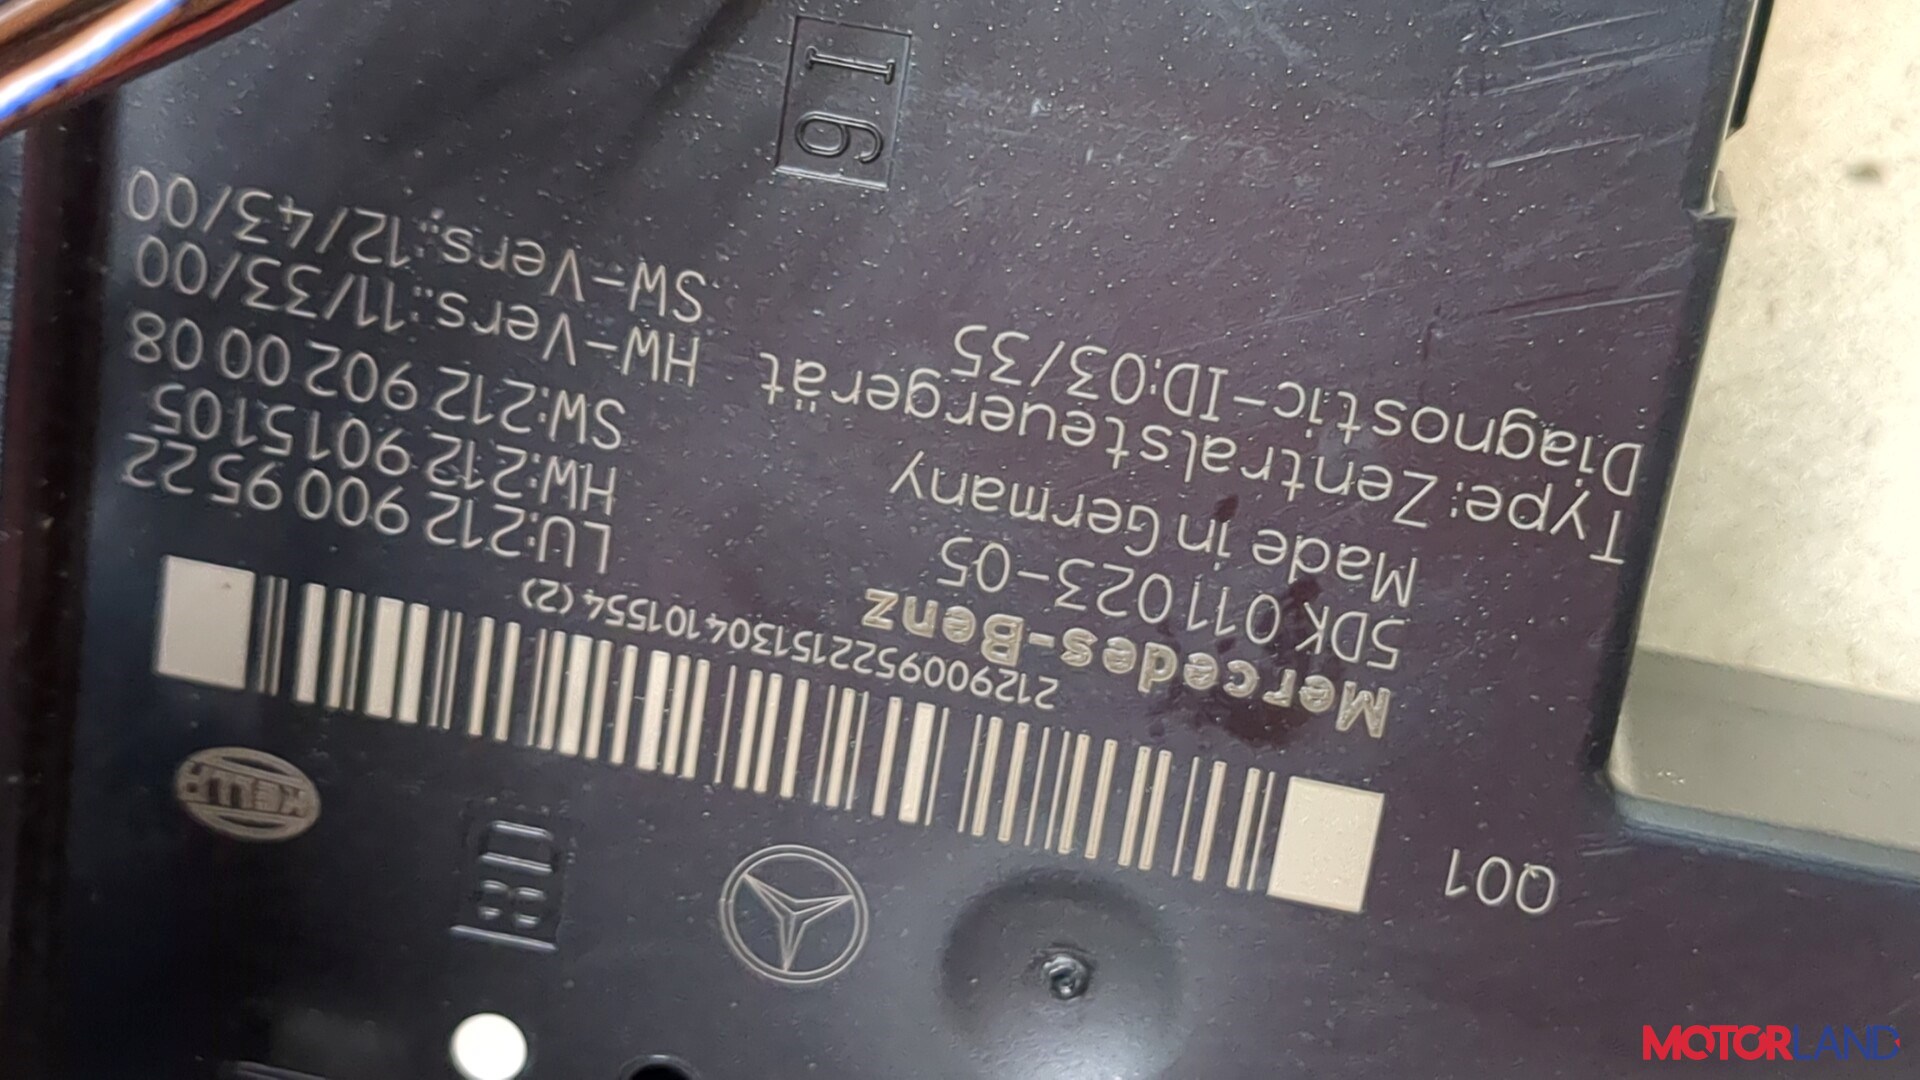 Q01
HELLA
2129009522151304101554 (2)
Mercedes-Benz
5DK 011 023-05
Made in Germany
Type:Zentralsteuergerät
Diagnostic-ID:03/35
LU:212 900 95 22
HW:212 901 51 05
SW:212 902 00 08
HW-Vers.:11/33/00
SW-Vers.:12/43/00
MOTORLAND